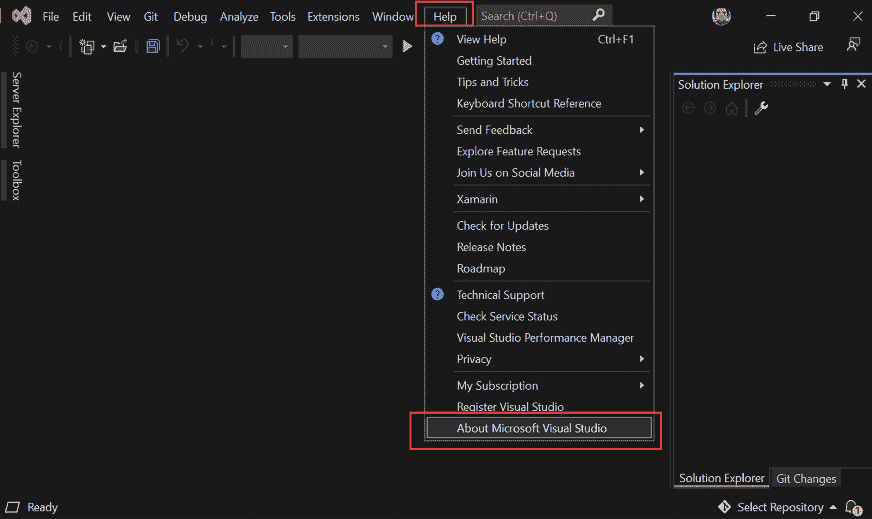 File Edit View Git Debug Analyze Tools Extensions Window Help Search (Ctrl+Q)
Live Share
Server Explorer
Toolbox
View Help Ctrl+F1
Getting Started
Tips and Tricks
Keyboard Shortcut Reference
Send Feedback
Explore Feature Requests
Join Us on Social Media
Xamarin
Check for Updates
Release Notes
Roadmap
Technical Support
Check Service Status
Visual Studio Performance Manager
Privacy
My Subscription
Register Visual Studio
About Microsoft Visual Studio
Solution Explorer
Solution Explorer Git Changes
Ready
Select Repository
1